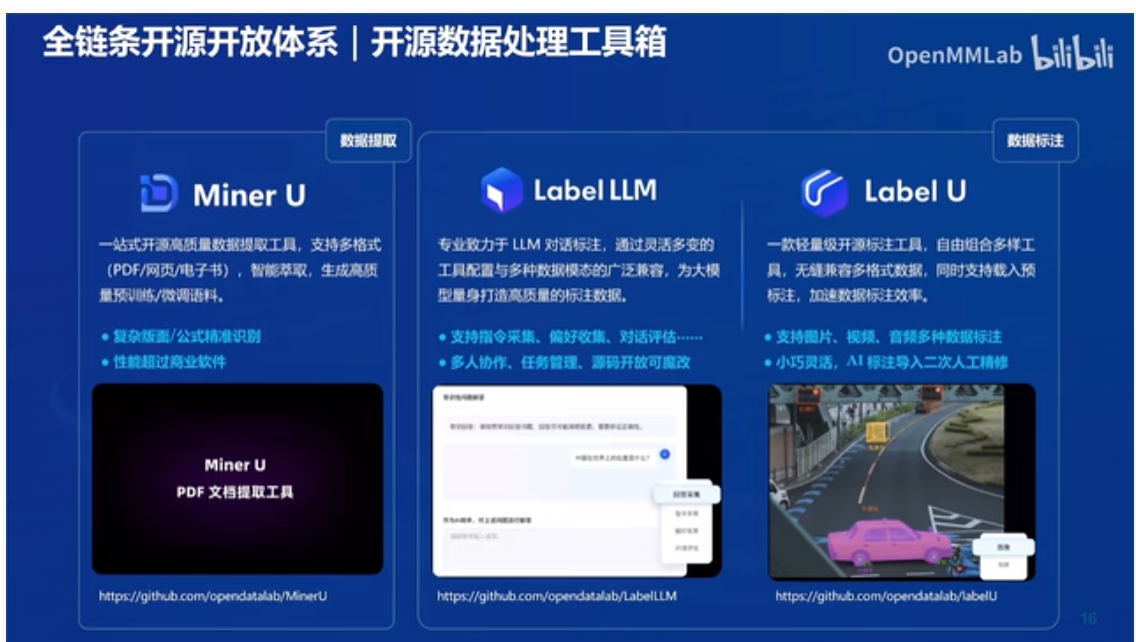 全链条开源开放体系 | 开源数据处理工具箱
OpenMMLab bilibili
数据提取
Miner U
一站式开源高质量数据提取工具，支持多格式
（PDF/网页/电子书），智能萃取，生成高质
量预训练/微调语料。
• 复杂版面/公式精准识别
• 性能超过商业软件
Miner U
PDF 文档提取工具
https://github.com/opendatalab/MinerU
数据标注
Label LLM
专业致力于 LLM 对话标注，通过灵活多变的
工具配置与多种数据模态的广泛兼容，为大模
型量身打造高质量的标注数据。
• 支持指令采集、偏好收集、对话评估……
• 多人协作、任务管理、源码开放可魔改
https://github.com/opendatalab/LabelLLM
Label U
一款轻量级开源标注工具，自由组合多样工
具，无缝兼容多格式数据，同时支持载入预
标注，加速数据标注效率。
• 支持图片、视频、音频多种数据标注
• 小巧灵活，AI 标注导入二次人工精修
图像
https://github.com/opendatalab/labelU
16